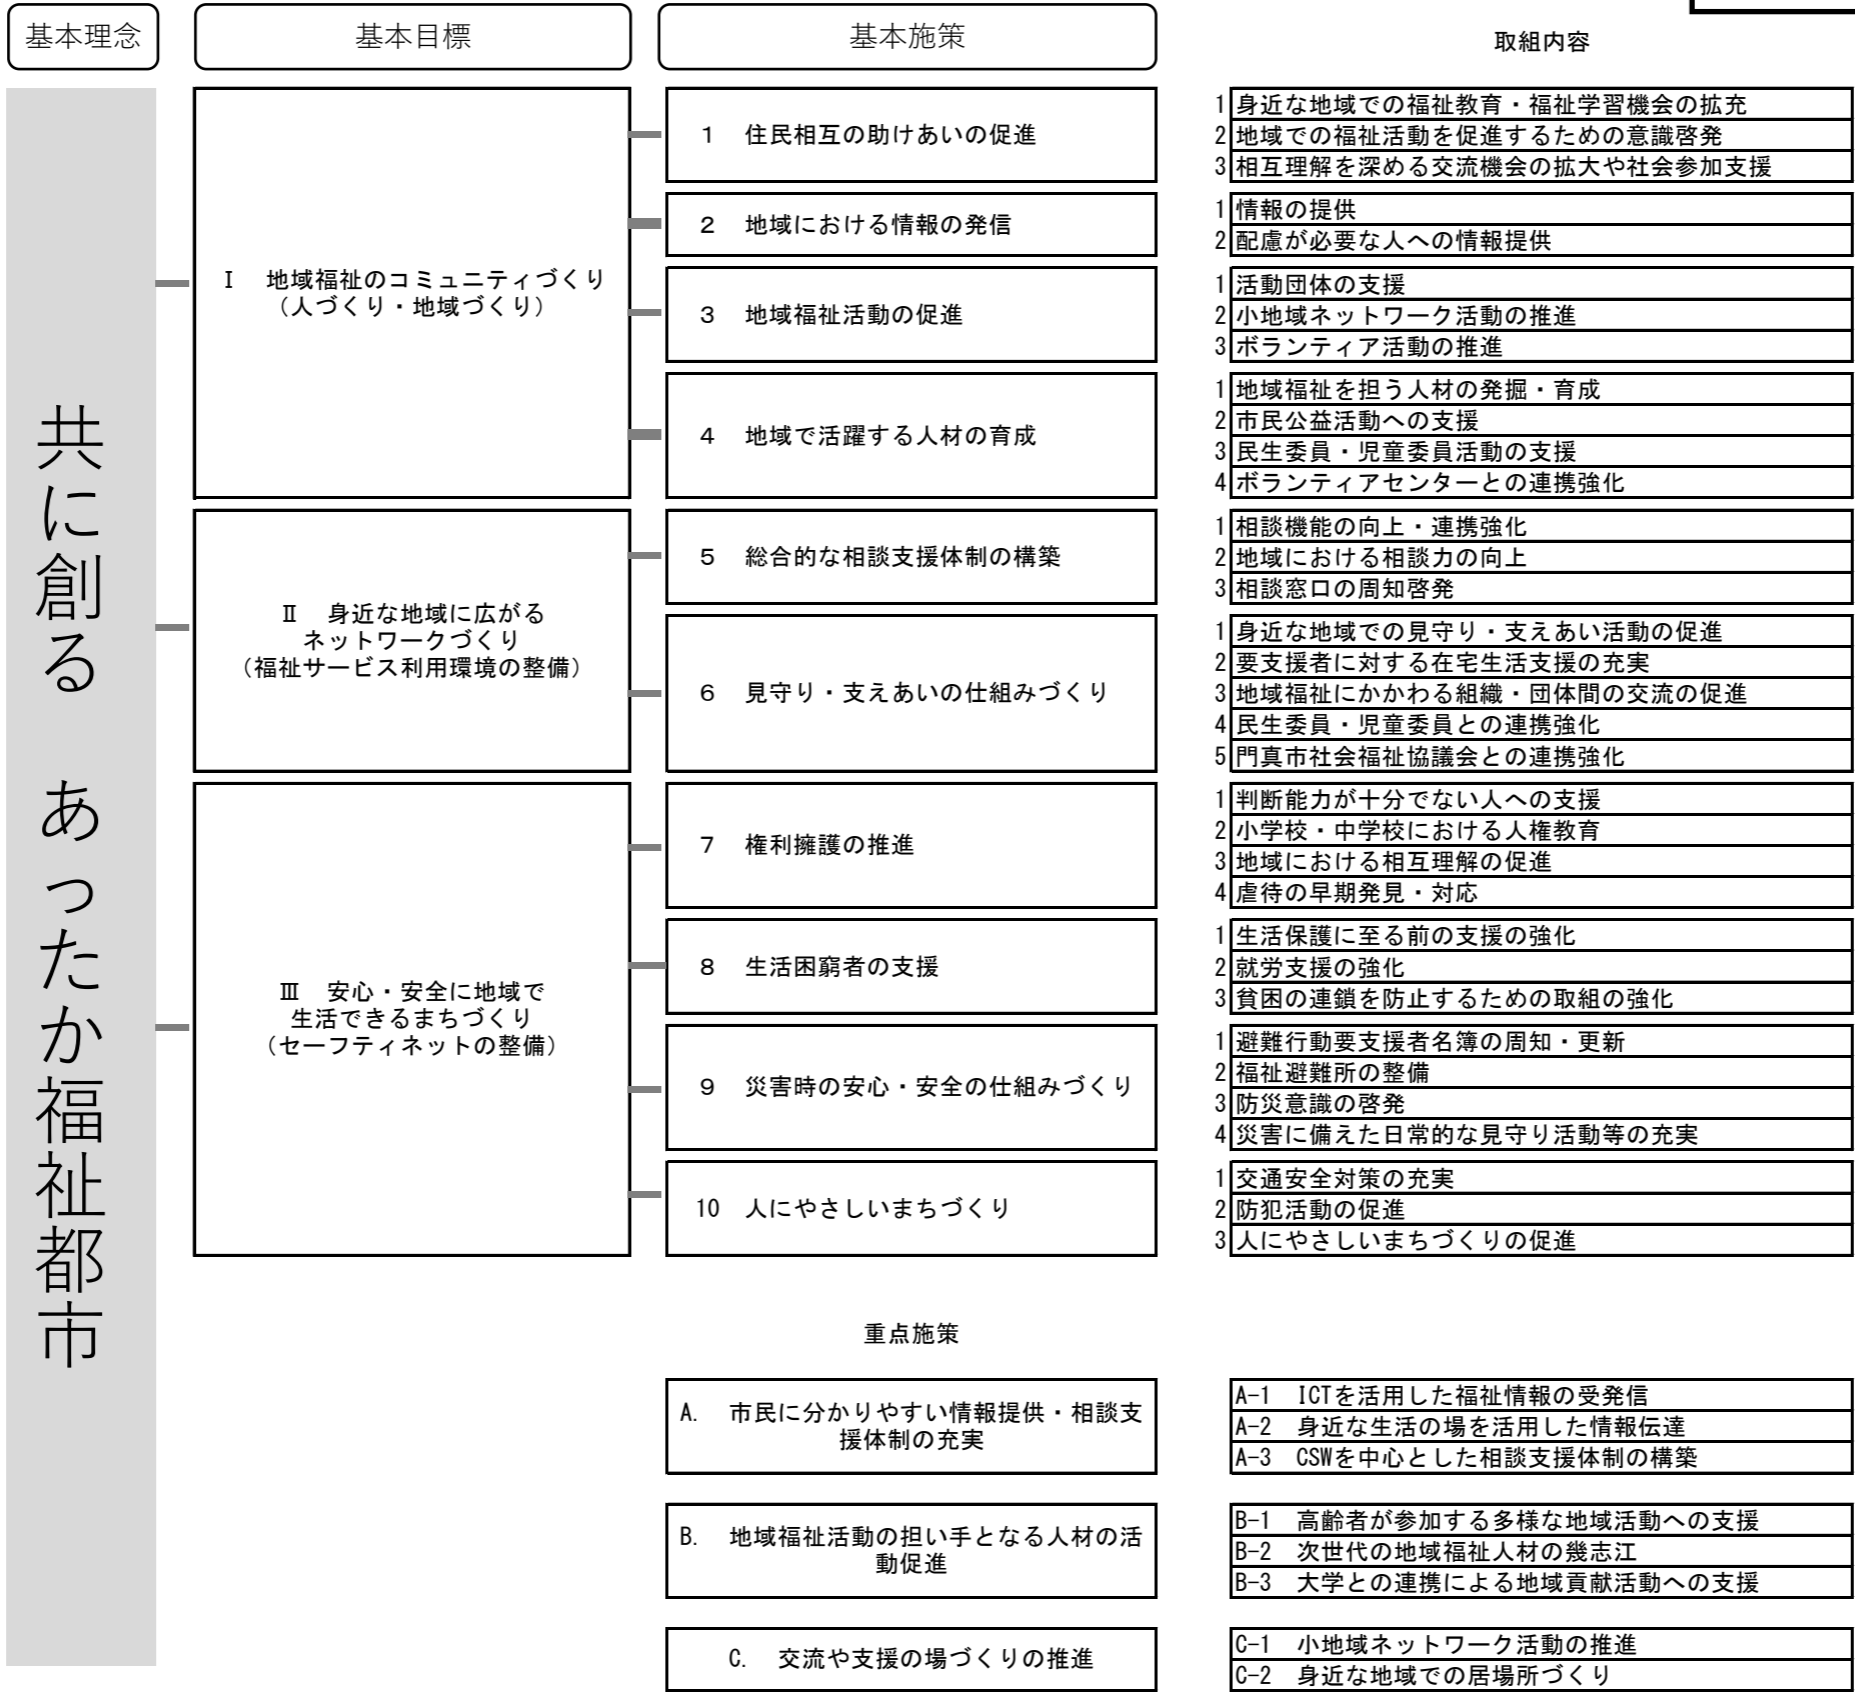 基本理念
基本目標
基本施策
取組内容
共に創る　あったか福祉都市
Ⅰ　地域福祉のコミュニティづくり
（人づくり・地域づくり）
1　住民相互の助けあいの促進
1 身近な地域での福祉教育・福祉学習機会の拡充
2 地域での福祉活動を促進するための意識啓発
3 相互理解を深める交流機会の拡大や社会参加支援
2　地域における情報の発信
1 情報の提供
2 配慮が必要な人への情報提供
3　地域福祉活動の促進
1 活動団体の支援
2 小地域ネットワーク活動の推進
3 ボランティア活動の推進
4　地域で活躍する人材の育成
1 地域福祉を担う人材の発掘・育成
2 市民公益活動への支援
3 民生委員・児童委員活動の支援
4 ボランティアセンターとの連携強化
Ⅱ　身近な地域に広がる
ネットワークづくり
（福祉サービス利用環境の整備）
5　総合的な相談支援体制の構築
1 相談機能の向上・連携強化
2 地域における相談力の向上
3 相談窓口の周知啓発
6　見守り・支えあいの仕組みづくり
1 身近な地域での見守り・支えあい活動の促進
2 要支援者に対する在宅生活支援の充実
3 地域福祉にかかわる組織・団体間の交流の促進
4 民生委員・児童委員との連携強化
5 門真市社会福祉協議会との連携強化
Ⅲ　安心・安全に地域で
生活できるまちづくり
（セーフティネットの整備）
7　権利擁護の推進
1 判断能力が十分でない人への支援
2 小学校・中学校における人権教育
3 地域における相互理解の促進
4 虐待の早期発見・対応
8　生活困窮者の支援
1 生活保護に至る前の支援の強化
2 就労支援の強化
3 貧困の連鎖を防止するための取組の強化
9　災害時の安心・安全の仕組みづくり
1 避難行動要支援者名簿の周知・更新
2 福祉避難所の整備
3 防災意識の啓発
4 災害に備えた日常的な見守り活動等の充実
10　人にやさしいまちづくり
1 交通安全対策の充実
2 防犯活動の促進
3 人にやさしいまちづくりの促進
重点施策
A.　市民に分かりやすい情報提供・相談支
援体制の充実
A-1　ICTを活用した福祉情報の受発信
A-2　身近な生活の場を活用した情報伝達
A-3　CSWを中心とした相談支援体制の構築
B.　地域福祉活動の担い手となる人材の活
動促進
B-1　高齢者が参加する多様な地域活動への支援
B-2　次世代の地域福祉人材の幾志江
B-3　大学との連携による地域貢献活動への支援
C.　交流や支援の場づくりの推進
C-1　小地域ネットワーク活動の推進
C-2　身近な地域での居場所づくり